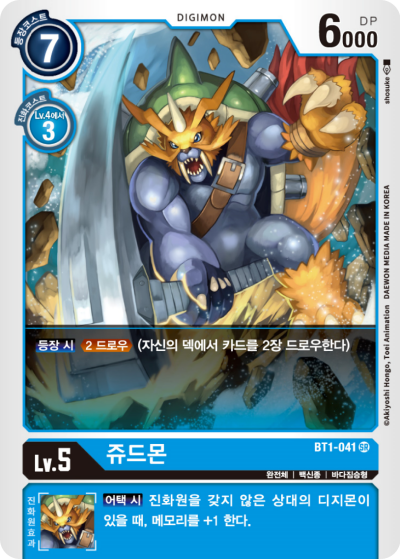 DIGIMON
등장코스트
7
DP
6000
진화코스트
Lv.4에서
3
shosuke
©Akiyoshi Hongo, Toei Animation DAEWON MEDIA MADE IN KOREA
등장 시 2 드로우 (자신의 덱에서 카드를 2장 드로우한다)
BT1-041 SR
Lv.5
쥬드몬
완전체 | 백신종 | 바다짐승형
진화원효과
어택 시 진화원을 갖지 않은 상대의 디지몬이
있을 때, 메모리를 +1 한다.